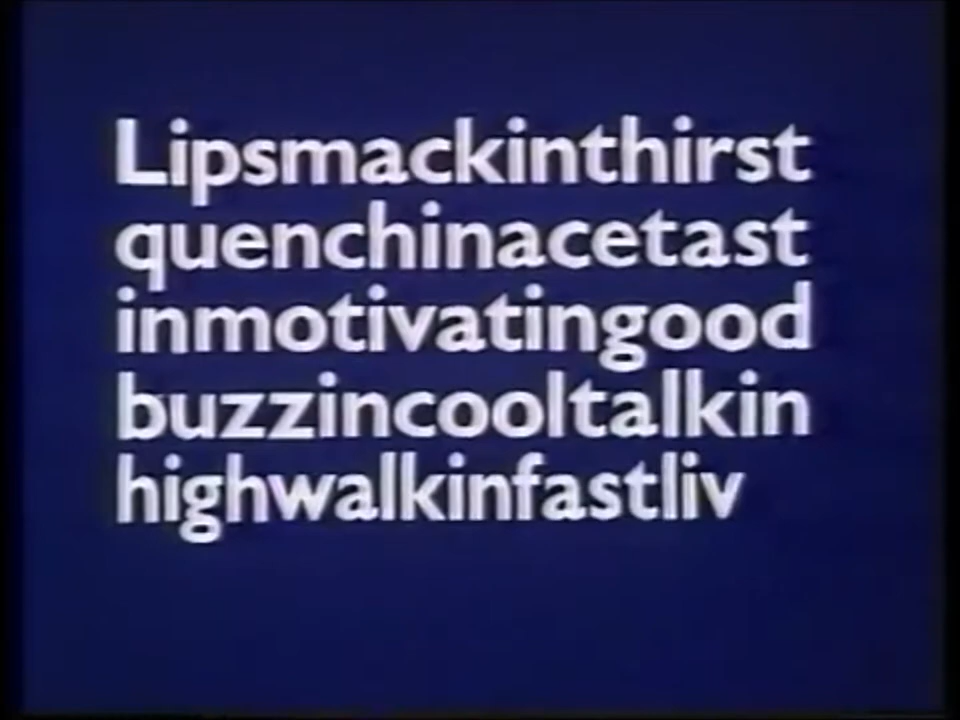 Lipsmackinthirst
quenchinacetast
inmotivatingood
buzzincooltalkin
highwalkinfastliv